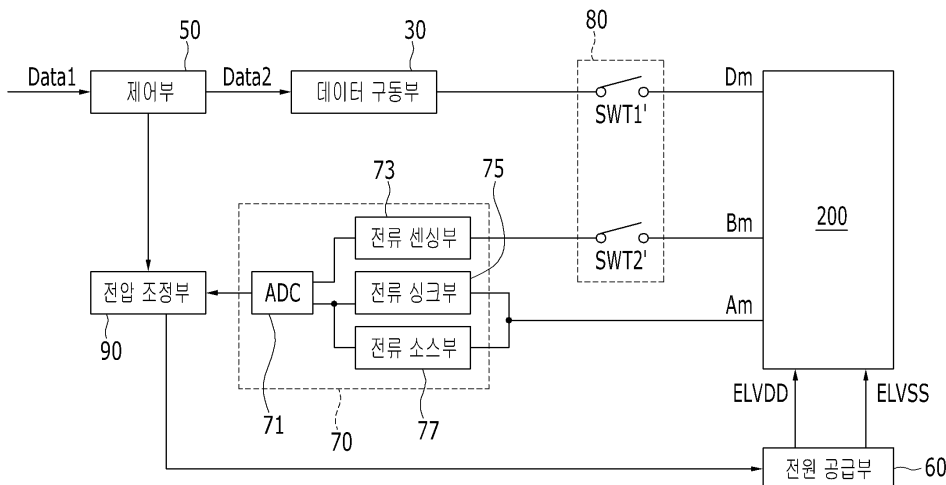 50
30
80
Data1
제어부
Data2
데이터 구동부
SWT1'
Dm
73
75
전류 센싱부
SWT2'
Bm
200
전압 조정부
ADC
전류 싱크부
Am
90
전류 소스부
71
70
77
ELVDD
ELVSS
전원 공급부
60